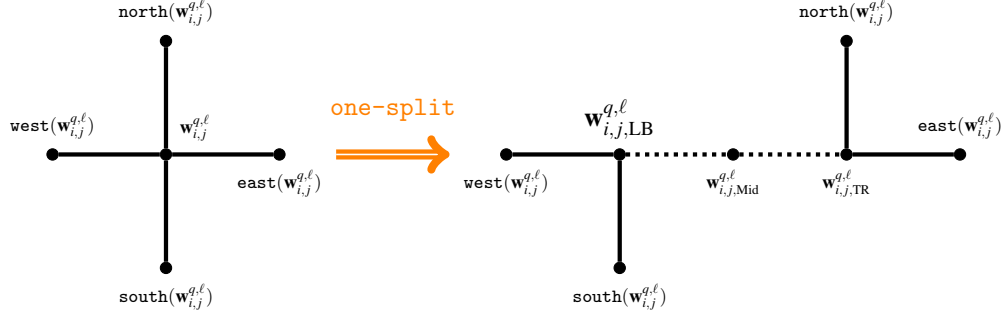 north(𝐰_{i,j}^{q,ℓ})
west(𝐰_{i,j}^{q,ℓ})
𝐰_{i,j}^{q,ℓ}
east(𝐰_{i,j}^{q,ℓ})
south(𝐰_{i,j}^{q,ℓ})
one-split
north(𝐰_{i,j}^{q,ℓ})
𝐰_{i,j,LB}^{q,ℓ}
east(𝐰_{i,j}^{q,ℓ})
west(𝐰_{i,j}^{q,ℓ})
𝐰_{i,j,Mid}^{q,ℓ}
𝐰_{i,j,TR}^{q,ℓ}
south(𝐰_{i,j}^{q,ℓ})